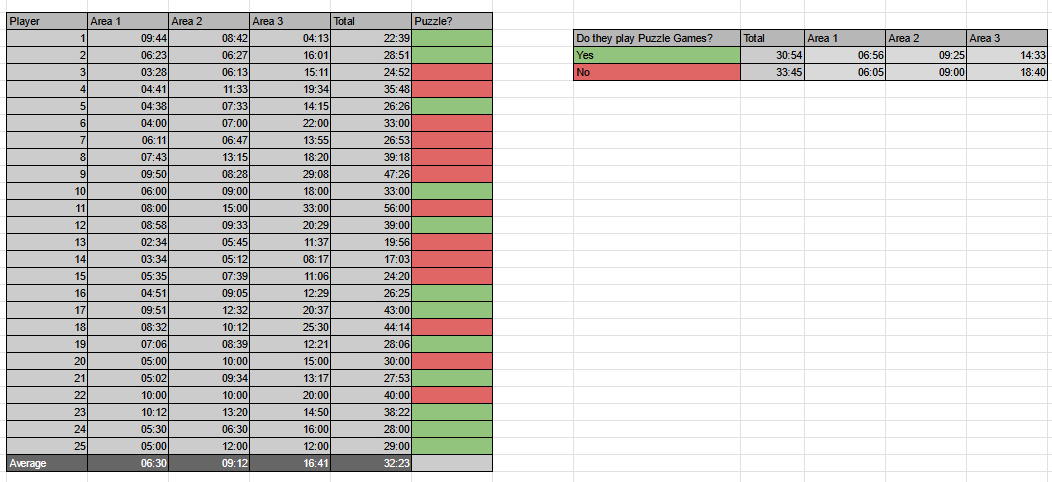 Player Area 1 Area 2 Area 3 Total Puzzle?
1 09:44 08:42 04:13 22:39
2 06:23 06:27 16:01 28:51
3 03:28 06:13 15:11 24:52
4 04:41 11:33 19:34 35:48
5 04:38 07:33 14:15 26:26
6 04:00 07:00 22:00 33:00
7 06:11 06:47 13:55 26:53
8 07:43 13:15 18:20 39:18
9 09:50 08:28 29:08 47:26
10 06:00 09:00 18:00 33:00
11 08:00 15:00 33:00 56:00
12 08:58 09:33 20:29 39:00
13 02:34 05:45 11:37 19:56
14 03:34 05:12 08:17 17:03
15 05:35 07:39 11:06 24:20
16 04:51 09:05 12:29 26:25
17 09:51 12:32 20:37 43:00
18 08:32 10:12 25:30 44:14
19 07:06 08:39 12:21 28:06
20 05:00 10:00 15:00 30:00
21 05:02 09:34 13:17 27:53
22 10:00 10:00 20:00 40:00
23 10:12 13:20 14:50 38:22
24 05:30 06:30 16:00 28:00
25 05:00 12:00 12:00 29:00
Average 06:30 09:12 16:41 32:23
Do they play Puzzle Games? Total Area 1 Area 2 Area 3
Yes 30:54 06:56 09:25 14:33
No 33:45 06:05 09:00 18:40